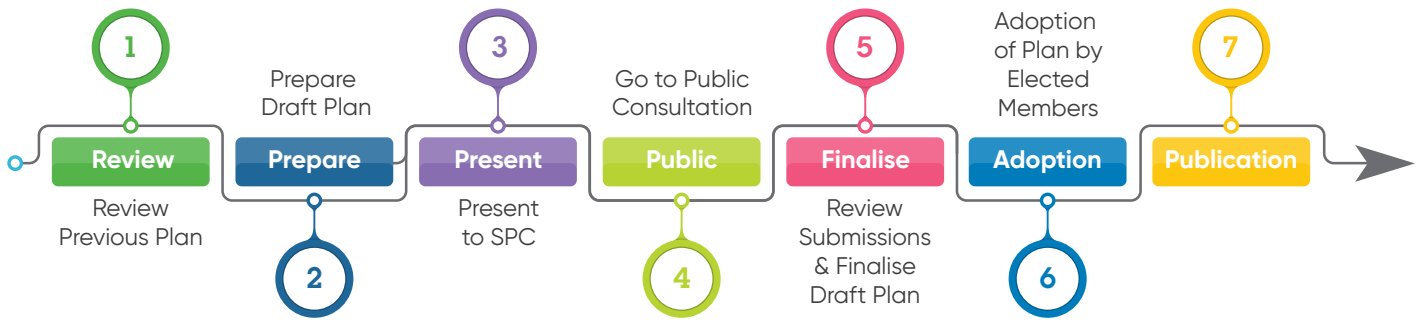 1
Review
Review
Previous Plan
Prepare
Draft Plan
Prepare
2
3
Present
Present
to SPC
Go to Public
Consultation
Public
4
5
Finalise
Review
Submissions
& Finalise
Draft Plan
Adoption
of Plan by
Elected
Members
Adoption
6
7
Publication